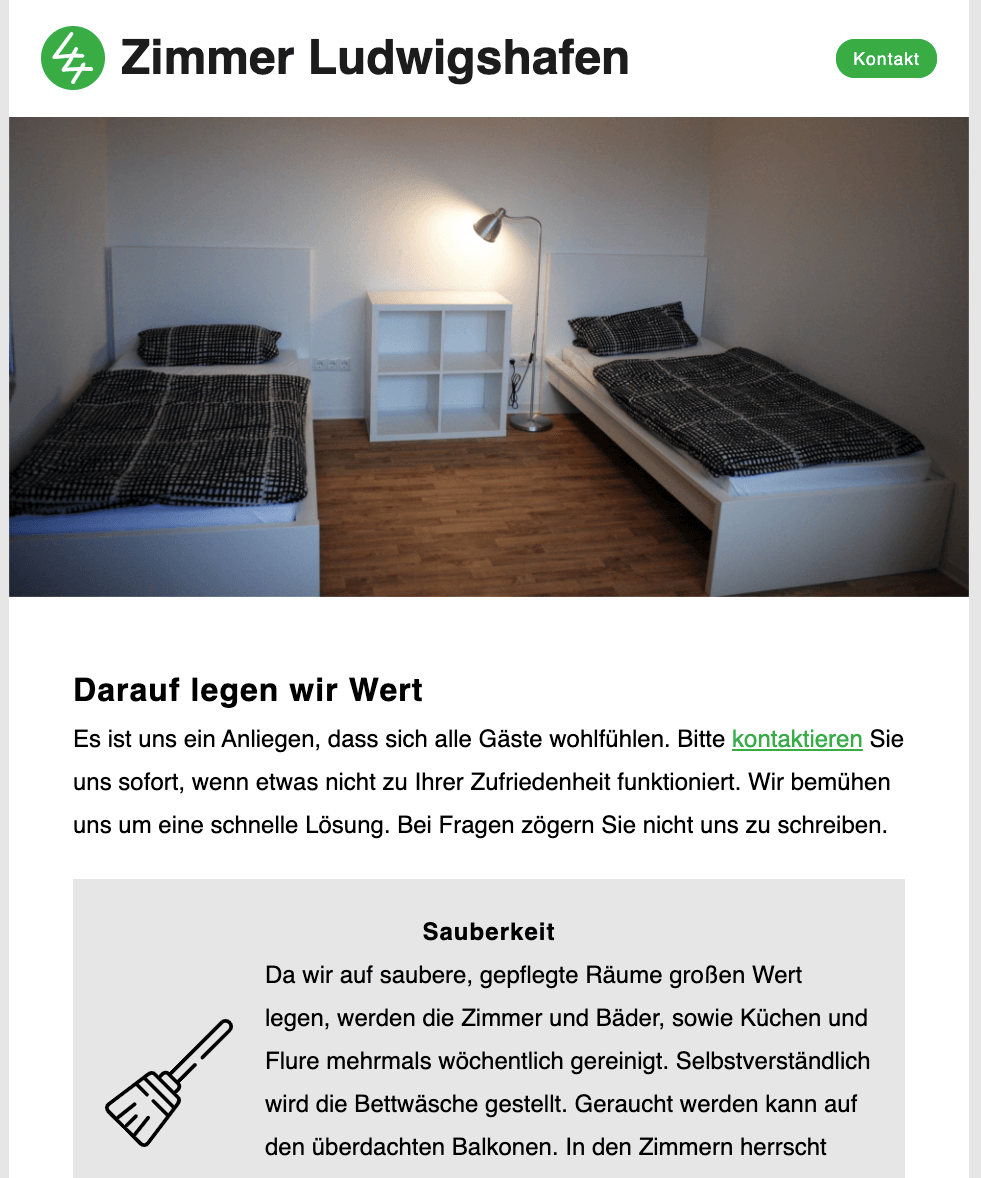 Zimmer Ludwigshafen
Kontakt
Darauf legen wir Wert
Es ist uns ein Anliegen, dass sich alle Gäste wohlfühlen. Bitte kontaktieren Sie
uns sofort, wenn etwas nicht zu Ihrer Zufriedenheit funktioniert. Wir bemühen
uns um eine schnelle Lösung. Bei Fragen zögern Sie nicht uns zu schreiben.
Sauberkeit
Da wir auf saubere, gepflegte Räume großen Wert
legen, werden die Zimmer und Bäder, sowie Küchen und
Flure mehrmals wöchentlich gereinigt. Selbstverständlich
wird die Bettwäsche gestellt. Geraucht werden kann auf
den überdachten Balkonen. In den Zimmern herrscht